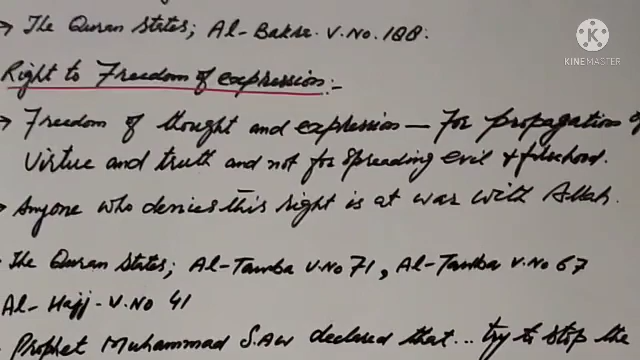 → The Quran States; Al-Bakra. V. No. 188.
KINEMASTER
Right to Freedom of expression:-
→ Freedom of thought and expression — For propagation of
virtue and truth and not for spreading evil & falsehood.
→ Anyone who denies this right is at war with Allah.
The Quran states; Al-Tawba V. No 71, Al-Tawba V. No 67
Al-Hajj - V. No 41
Prophet Muhammad S.A.W declared that... try to stop the